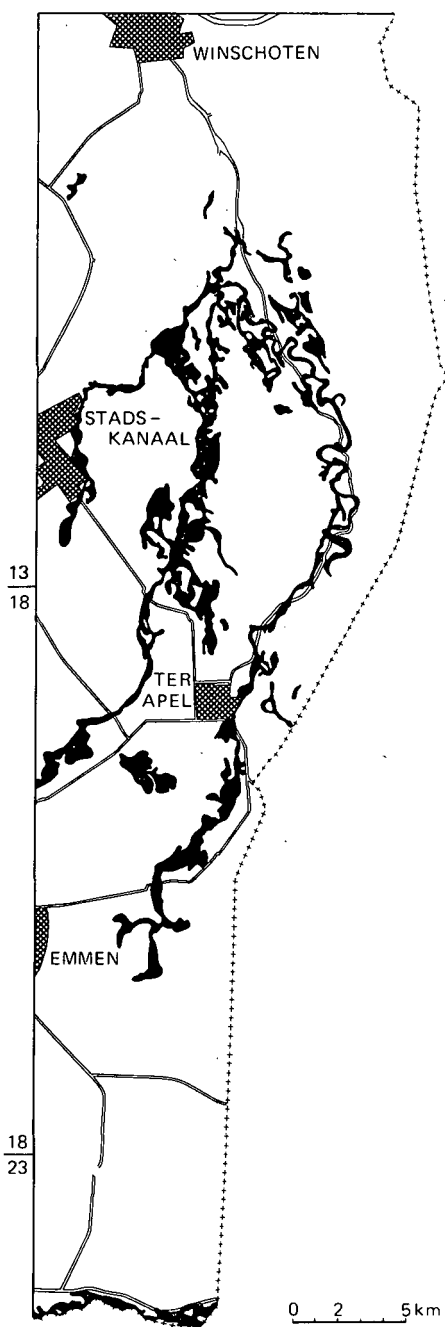 WINSCHOTEN
STADS-
KANAAL
13
18
TER
APEL
EMMEN
18
23
0 2 5 km